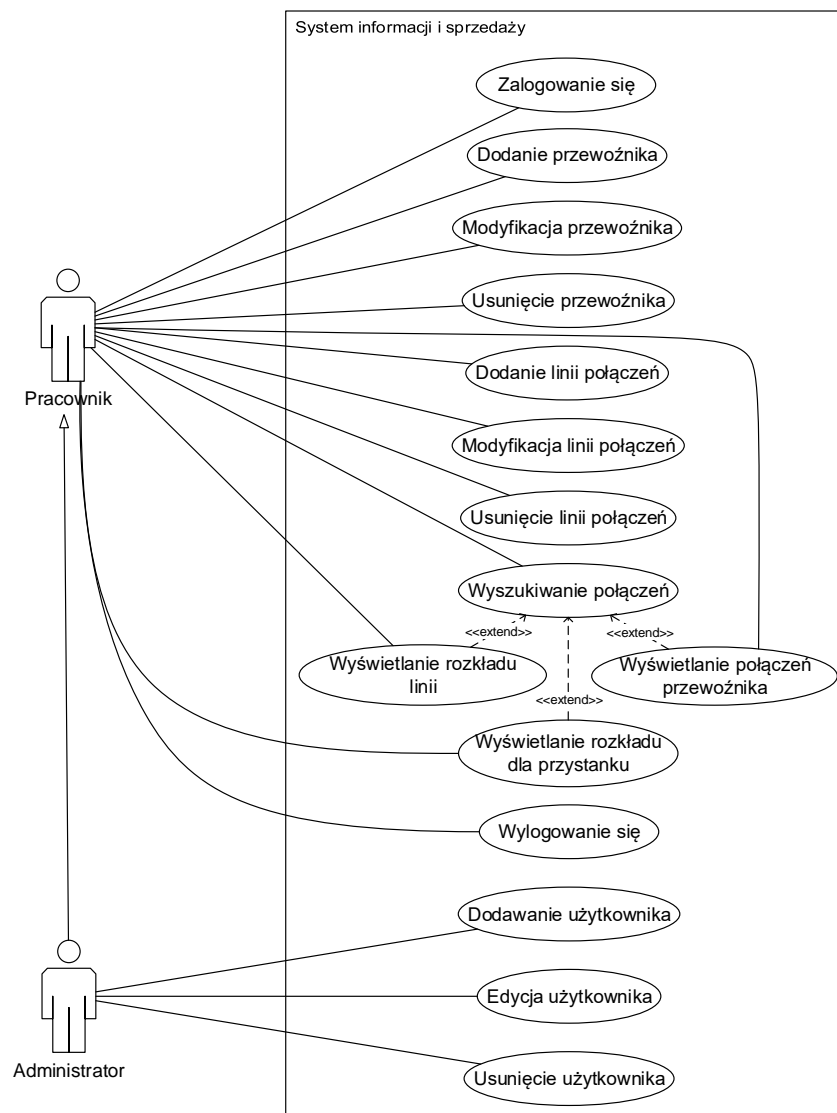 System informacji i sprzedaży
Zalogowanie się
Dodanie przewoźnika
Modyfikacja przewoźnika
Usunięcie przewoźnika
Pracownik
Dodanie linii połączeń
Modyfikacja linii połączeń
Usunięcie linii połączeń
Wyszukiwanie połączeń
<<extend>>
<<extend>>
Wyświetlanie rozkładu
linii
Wyświetlanie połączeń
przewoźnika
<<extend>>
Wyświetlanie rozkładu
dla przystanku
Wylogowanie się
Dodawanie użytkownika
Edycja użytkownika
Administrator
Usunięcie użytkownika